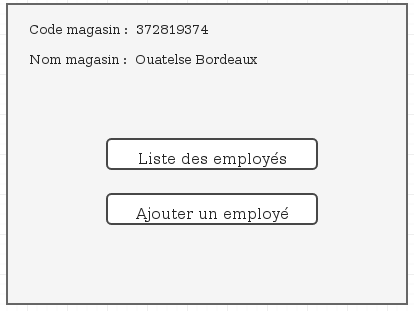 Code magasin : 372819374
Nom magasin : Ouatelse Bordeaux
Liste des employés
Ajouter un employé